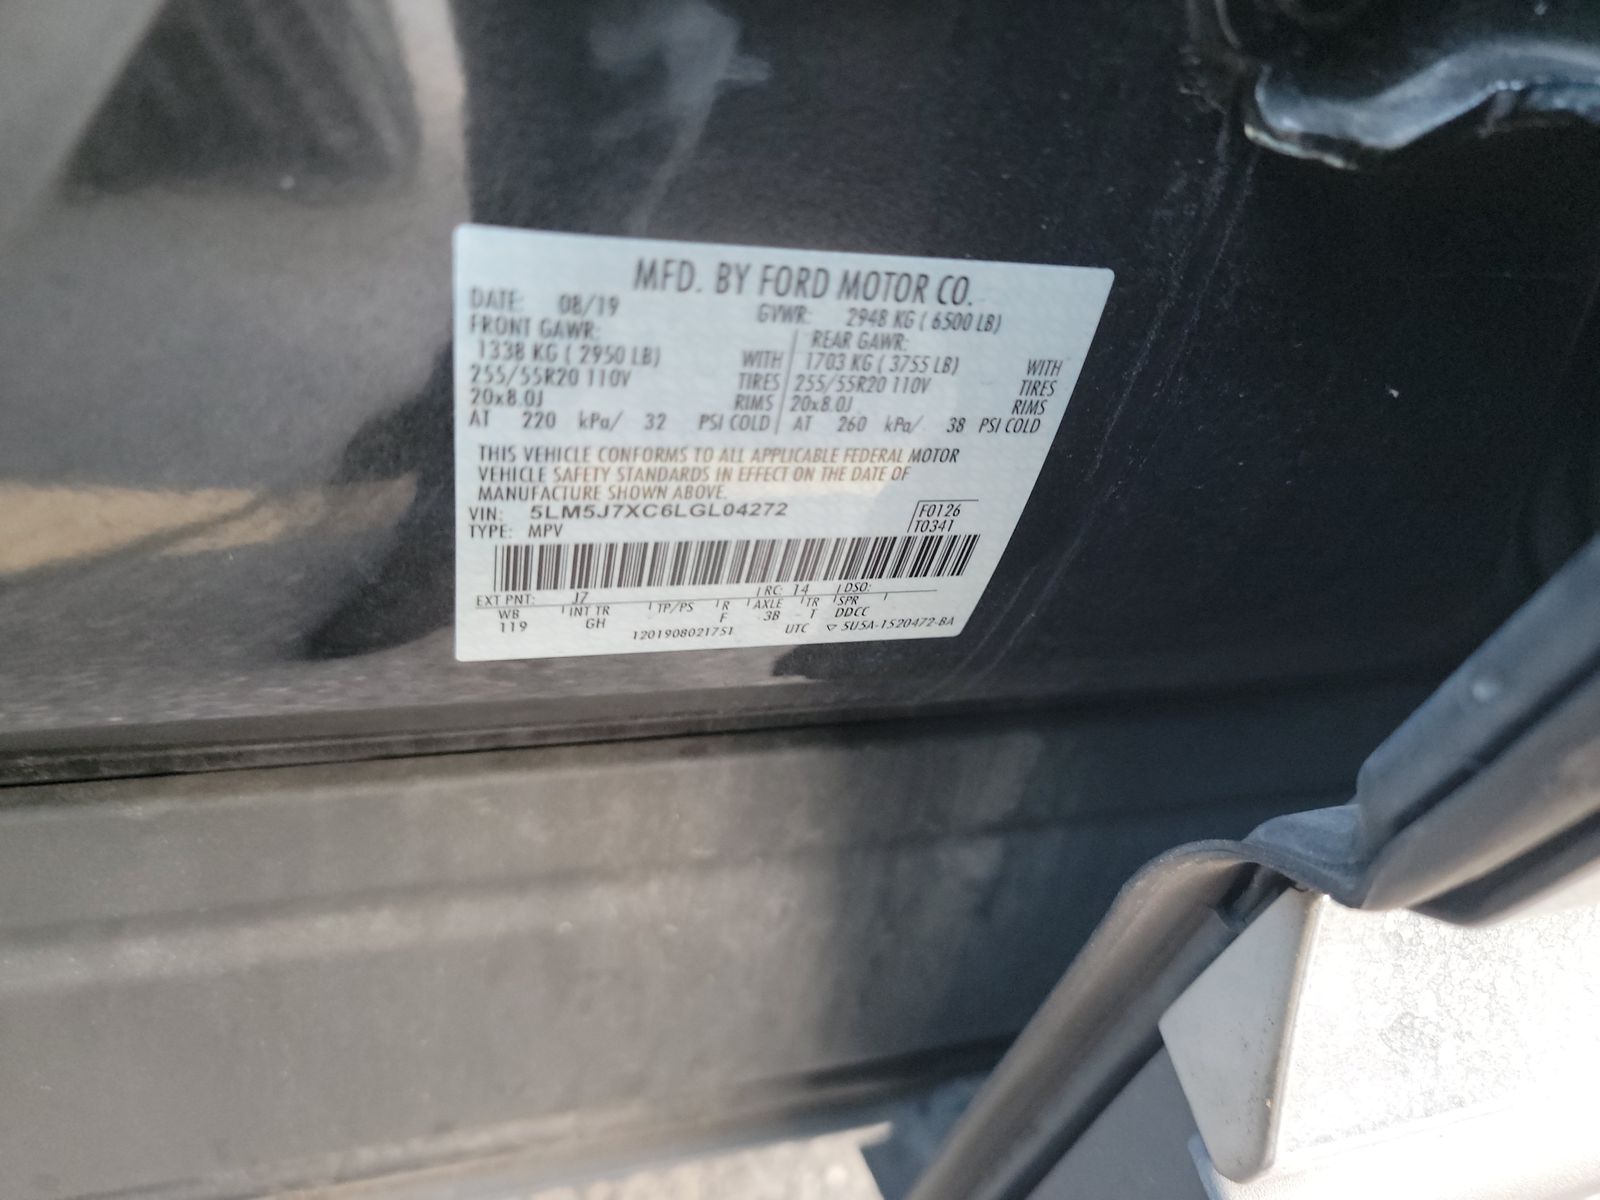 MFD. BY FORD MOTOR CO.
DATE: 08/19 GVWR: 2948 KG ( 6500 LB)
FRONT GAWR: REAR GAWR:
1338 KG ( 2950 LB) WITH 1703 KG ( 3755 LB) WITH
255/55R20 110V TIRES 255/55R20 110V TIRES
20x8.0J RIMS 20x8.0J RIMS
AT 220 kPa/ 32 PSI COLD AT 260 kPa/ 38 PSI COLD
THIS VEHICLE CONFORMS TO ALL APPLICABLE FEDERAL MOTOR
VEHICLE SAFETY STANDARDS IN EFFECT ON THE DATE OF
MANUFACTURE SHOWN ABOVE.
VIN: 5LM5J7XC6LGL04272 F0126
TYPE: MPV T0341
EXT PNT: JZ RC: 14 DSO:
WB INT TR TP/PS R AXLE TR SPR
119 GH F 3B T DDCC
1201908021751 UTC ▽ 5U5A-1520472-BA